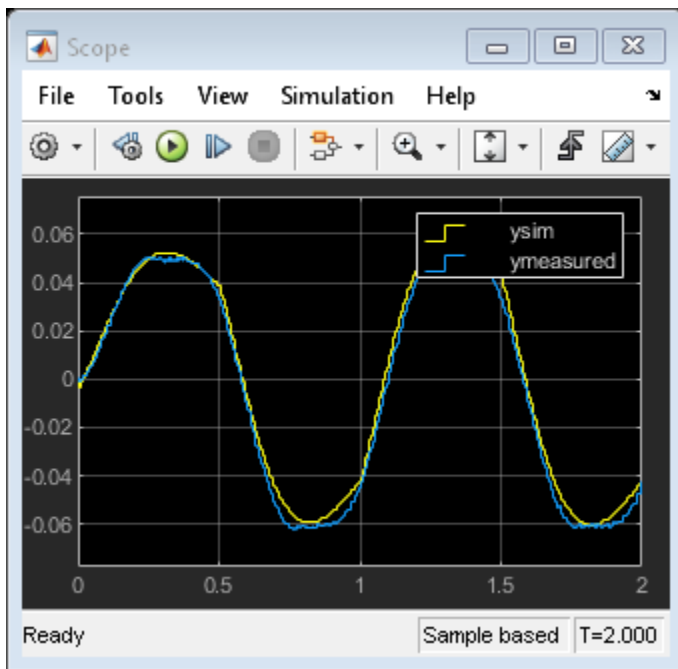 Scope
File Tools View Simulation Help
0.06
0.04
0.02
0
-0.02
-0.04
-0.06
ysim
ymeasured
0 0.5 1 1.5 2
Ready Sample based T=2.000